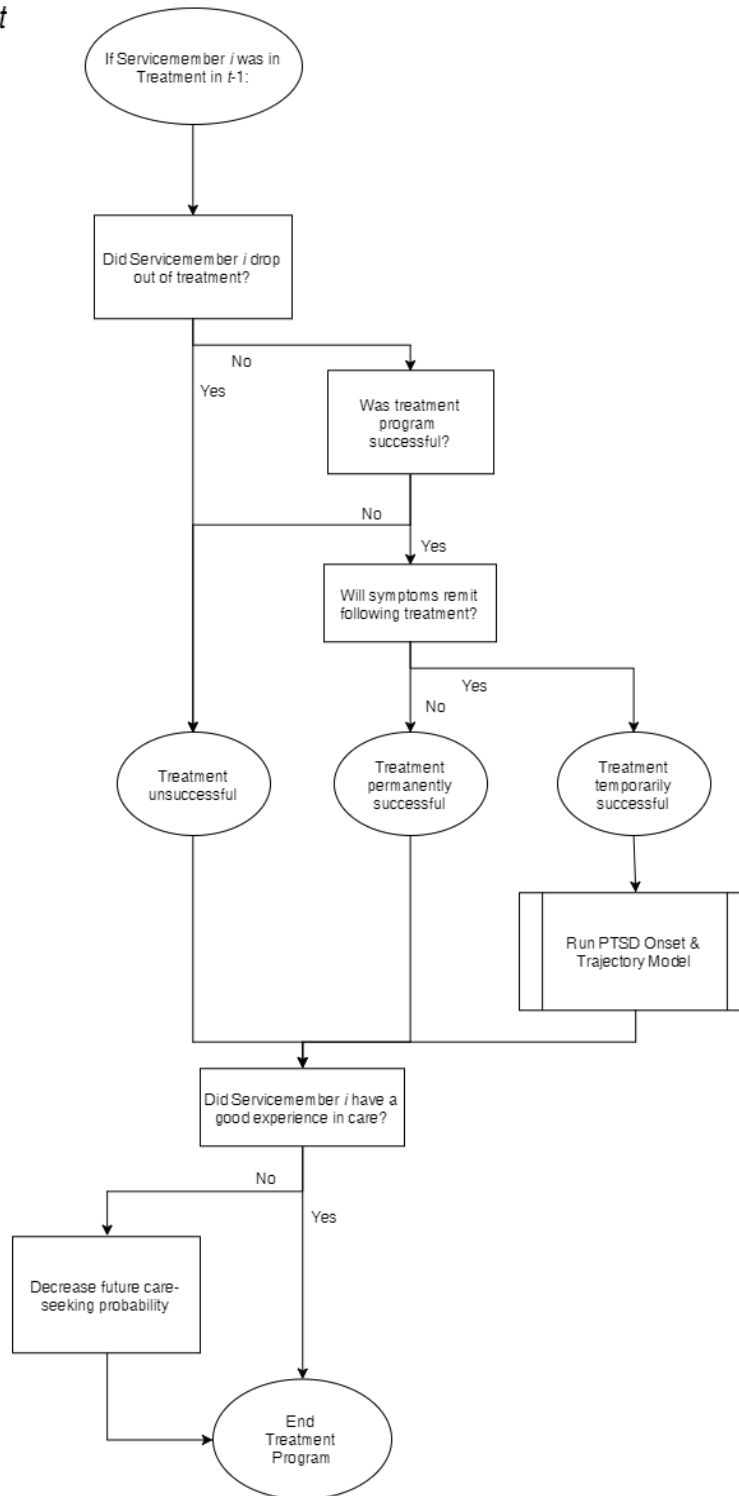 t
If Servicemember i was in
Treatment in t-1:
Did Servicemember i drop
out of treatment?
No
Yes
Was treatment
program
successful?
No
Yes
Will symptoms remit
following treatment?
Yes
No
Treatment
unsuccessful
Treatment
permanently
successful
Treatment
temporarily
successful
Run PTSD Onset &
Trajectory Model
Did Servicemember i have a
good experience in care?
No
Yes
Decrease future care-
seeking probability
End
Treatment
Program